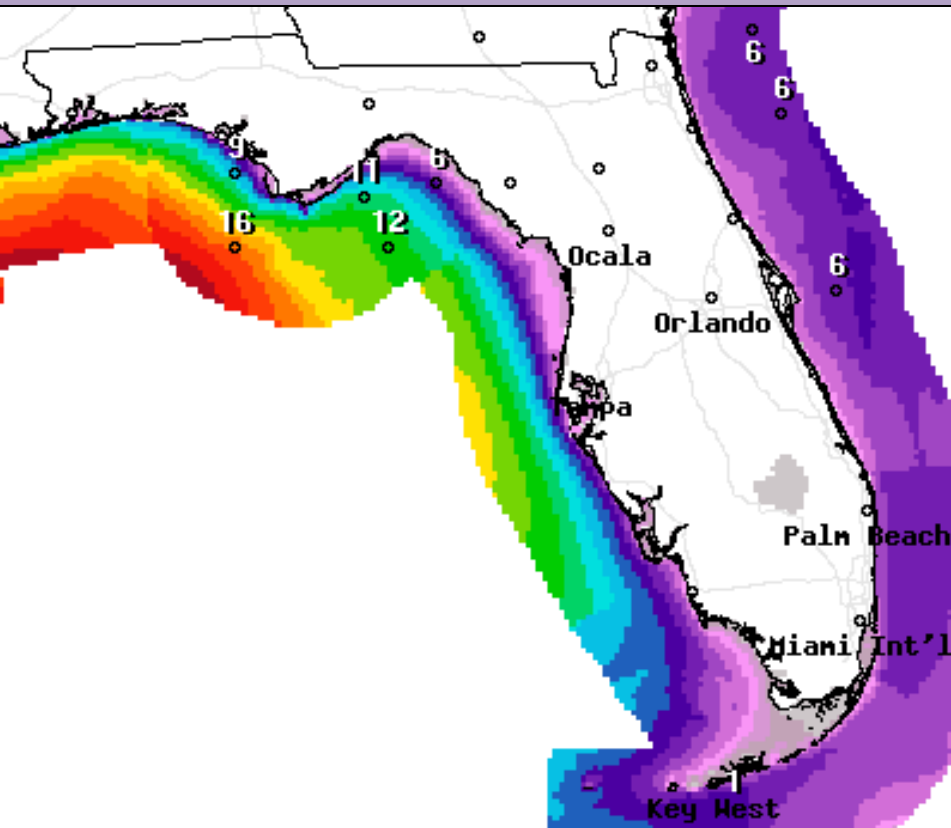 6
6
9
11
6
16
12
Ocala
6
Orlando
Tampa
Palm Beach
Miami Int'l
1
Key West